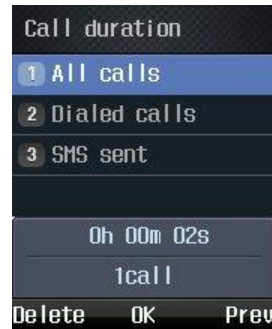 Call duration
1 All calls
2 Dialed calls
3 SMS sent
0h 00m 02s
1call
Delete OK Prev